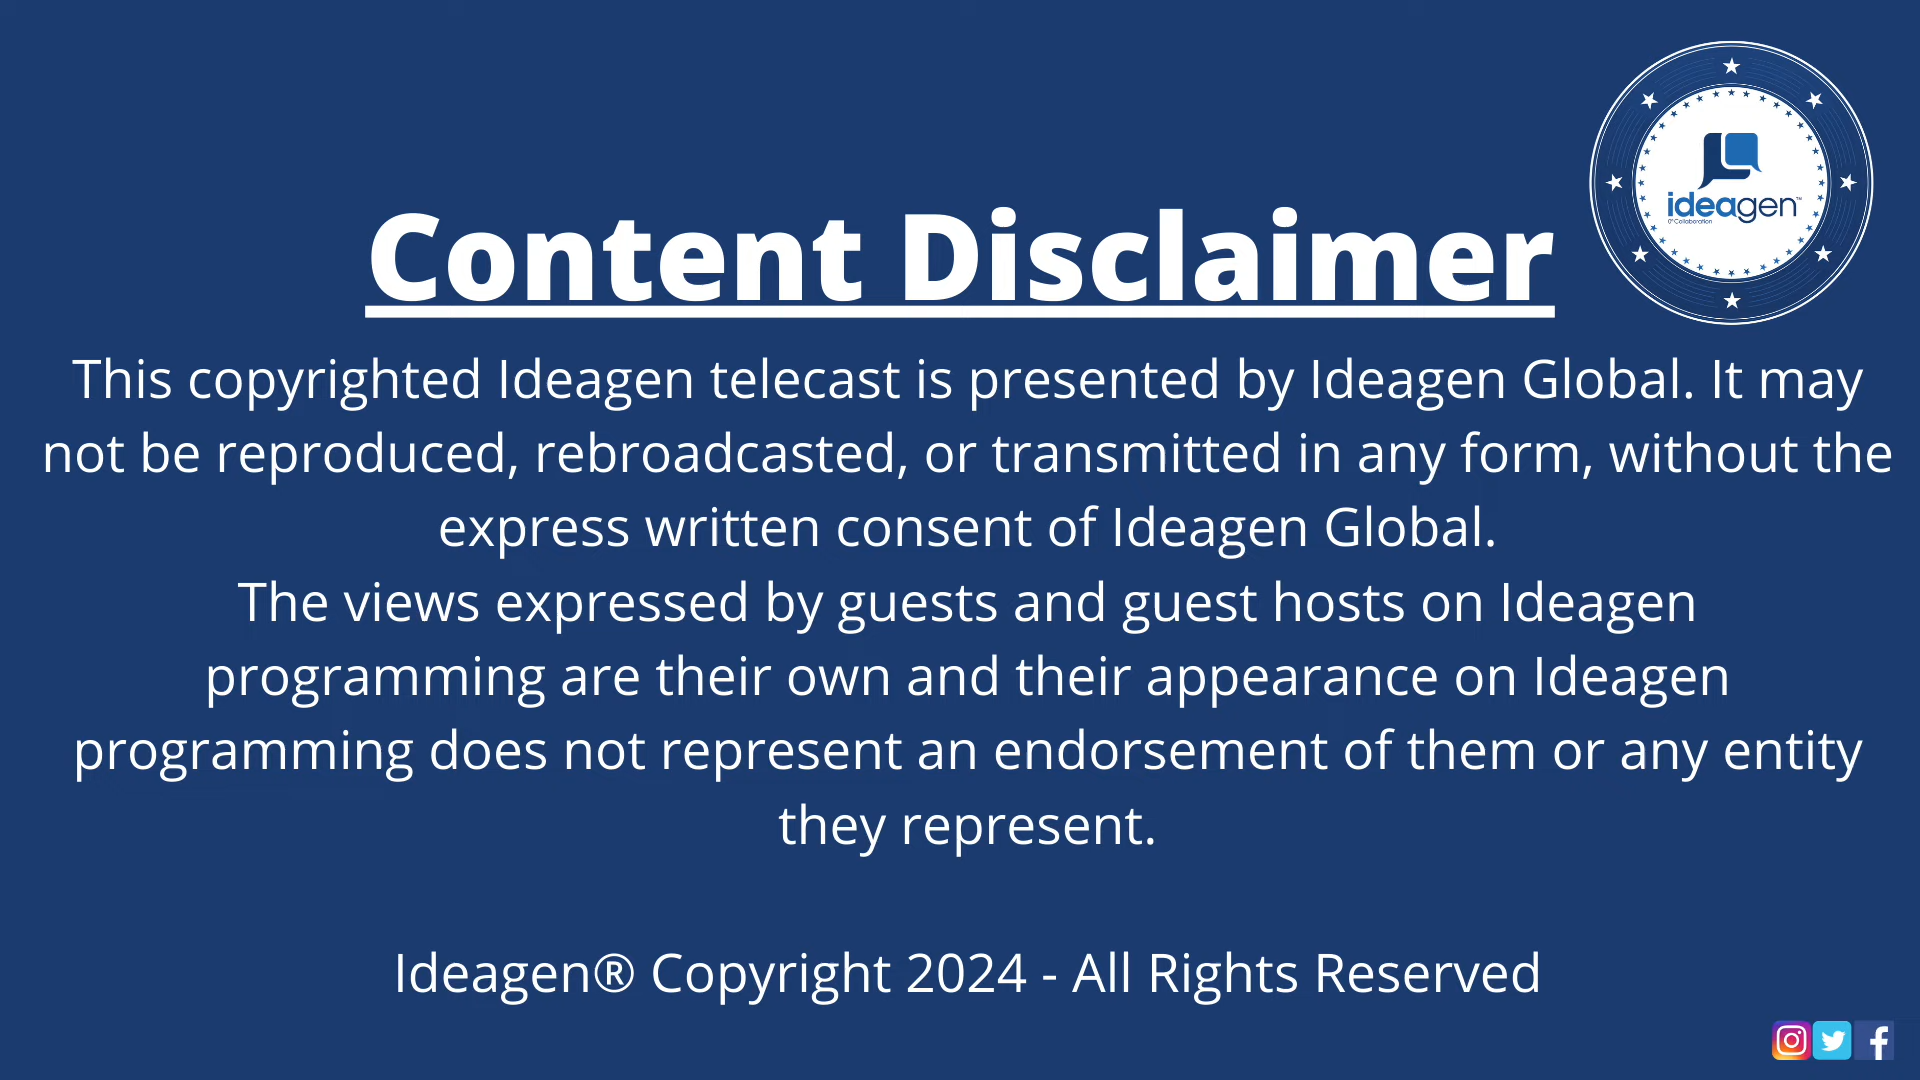 ideagen™
0° Collaboration
Content Disclaimer
This copyrighted Ideagen telecast is presented by Ideagen Global. It may
not be reproduced, rebroadcasted, or transmitted in any form, without the
express written consent of Ideagen Global.
The views expressed by guests and guest hosts on Ideagen
programming are their own and their appearance on Ideagen
programming does not represent an endorsement of them or any entity
they represent.
Ideagen® Copyright 2024 - All Rights Reserved